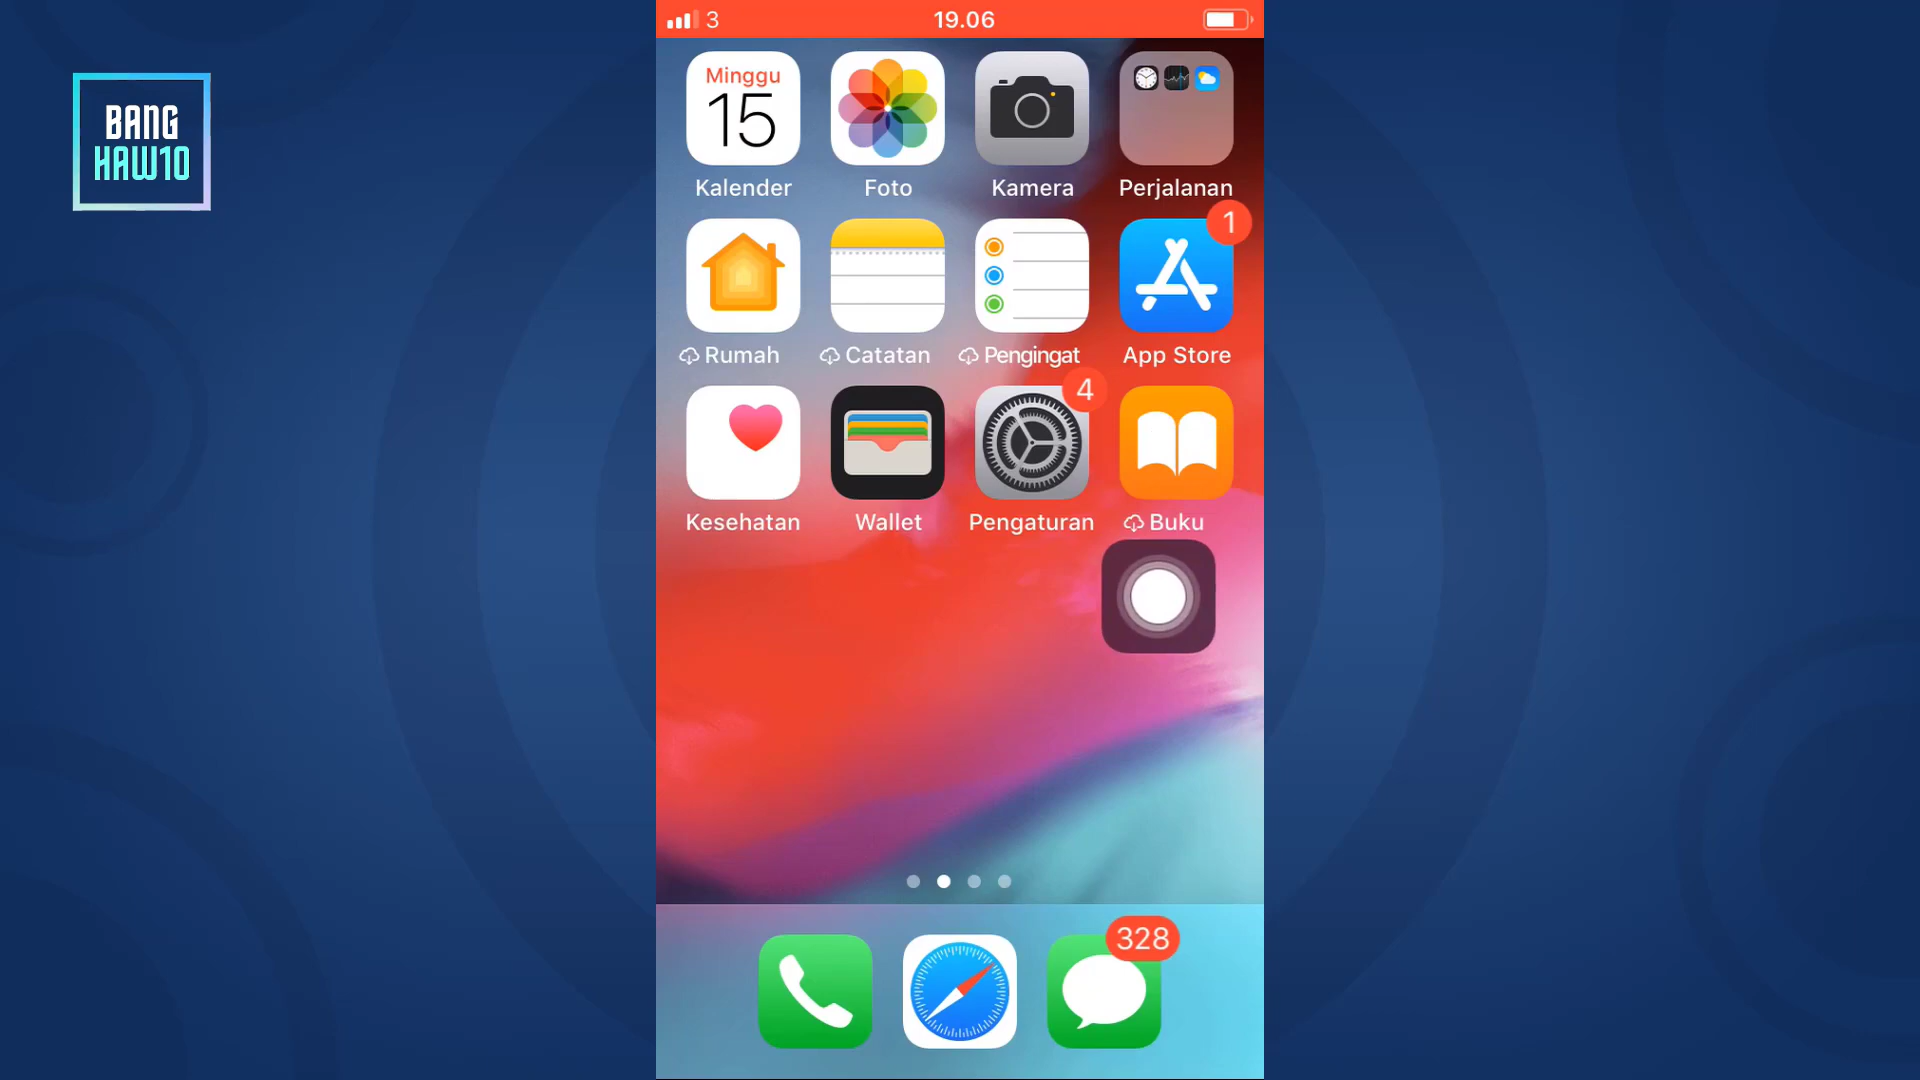 3 19.06
BANG
HAW10
Minggu
15
Kalender Foto Kamera Perjalanan
1
Rumah Catatan Pengingat App Store
4
Kesehatan Wallet Pengaturan Buku
328